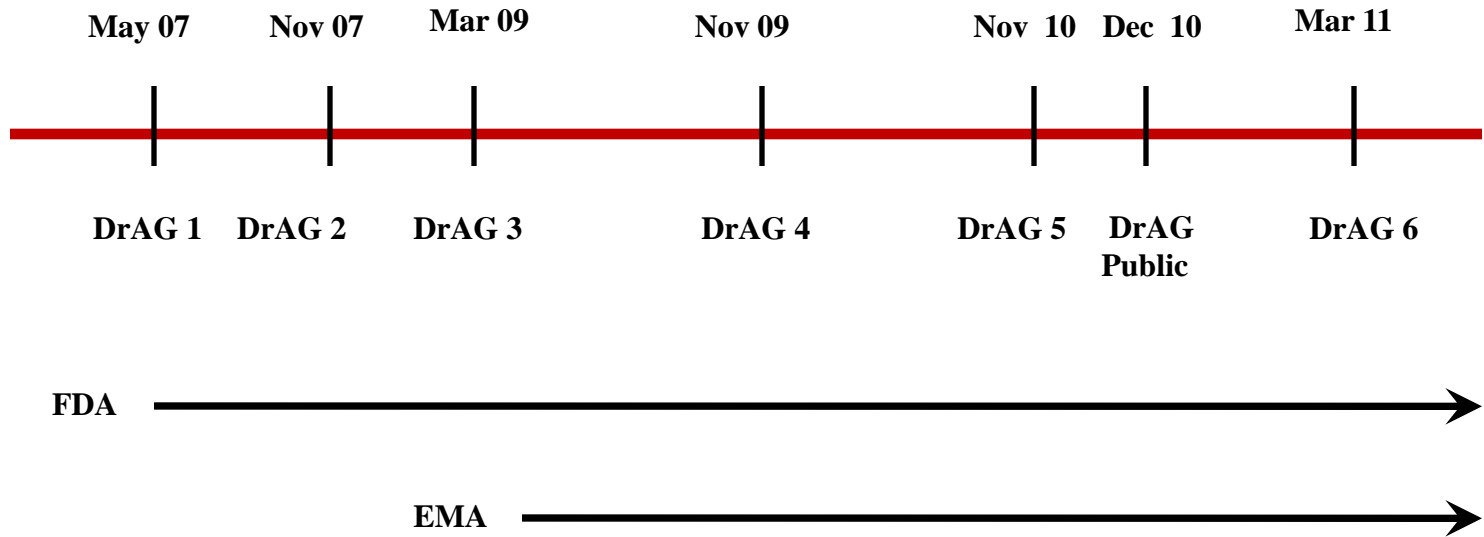 May 07 Nov 07 Mar 09 Nov 09 Nov 10 Dec 10 Mar 11
DrAG 1 DrAG 2 DrAG 3 DrAG 4 DrAG 5 DrAG DrAG 6
Public
FDA
EMA